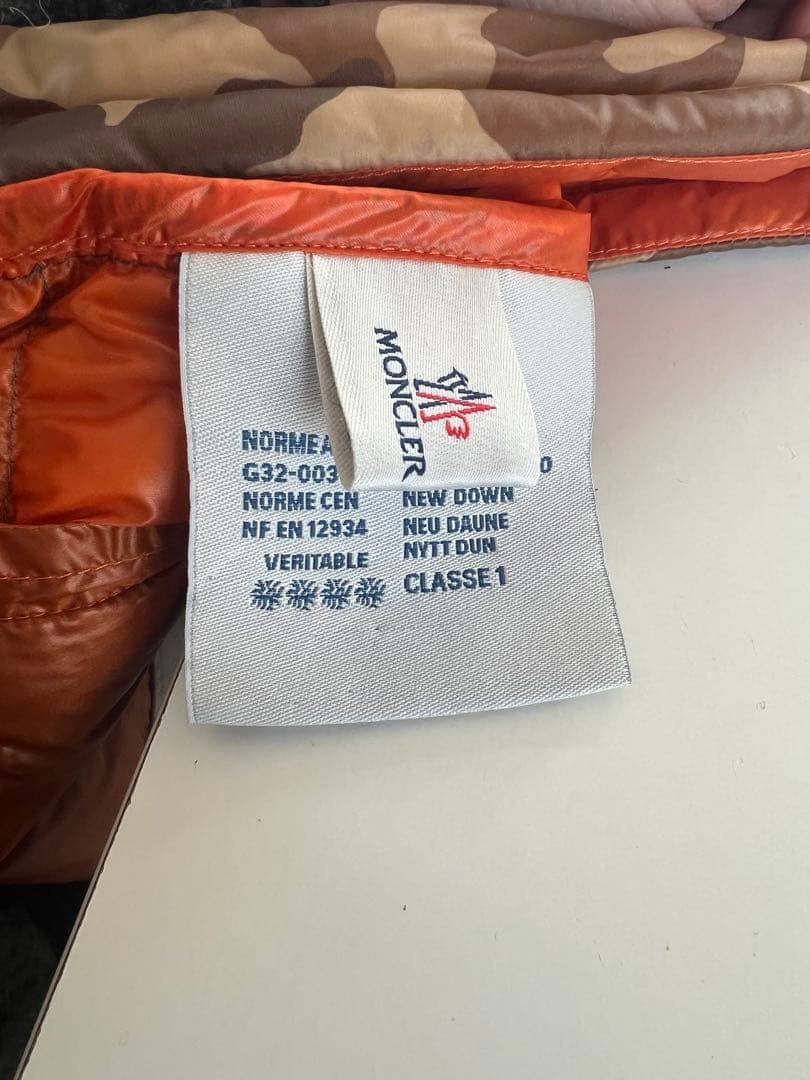 MONCLER
NORME A
G32-003
NORME CEN
NF EN 12934
VERITABLE
NEW DOWN
NEU DAUNE
NYTT DUN
CLASSE 1